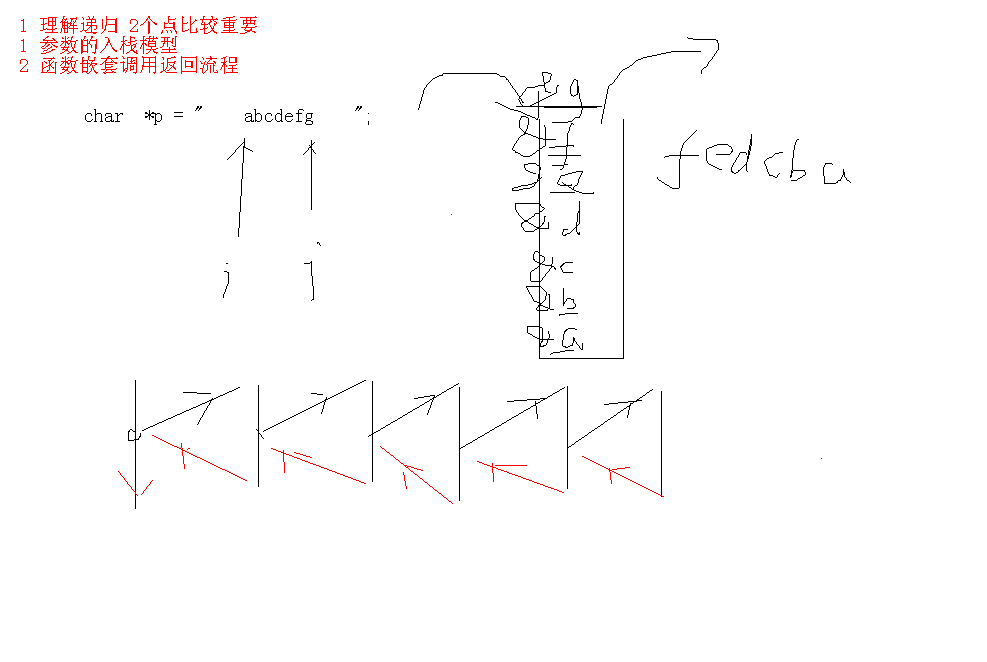 1 理解递归 2个点比较重要
1 参数的入栈模型
2 函数嵌套调用返回流程
char *p = " abcdefg ";
&g
&f
&e
&d
&c
&b
&a
fedcba
i
j